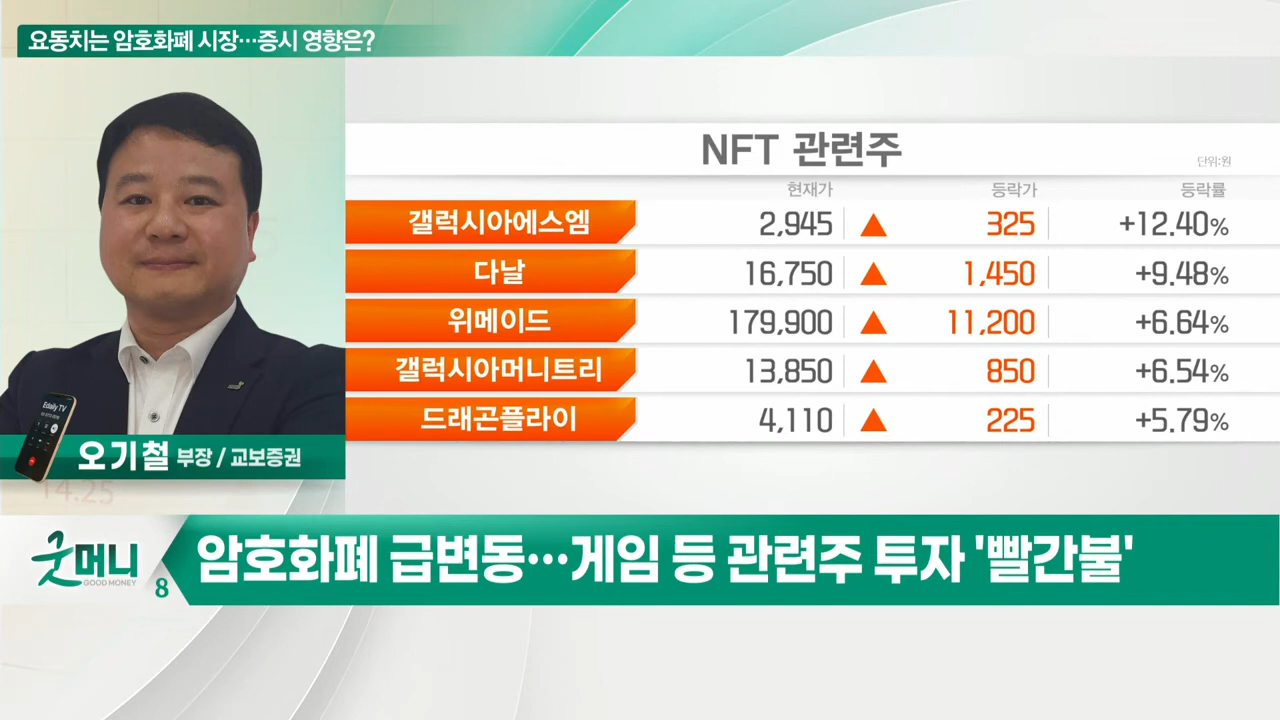 요동치는 암호화폐 시장…증시 영향은?
NFT 관련주
단위:원
현재가 등락가 등락률
갤럭시아에스엠 2,945 ▲ 325 +12.40%
다날 16,750 ▲ 1,450 +9.48%
위메이드 179,900 ▲ 11,200 +6.64%
갤럭시아머니트리 13,850 ▲ 850 +6.54%
드래곤플라이 4,110 ▲ 225 +5.79%
Edaily TV
오기철 부장 / 교보증권
14.25
굿머니
GOOD MONEY
8
암호화폐 급변동…게임 등 관련주 투자 '빨간불'